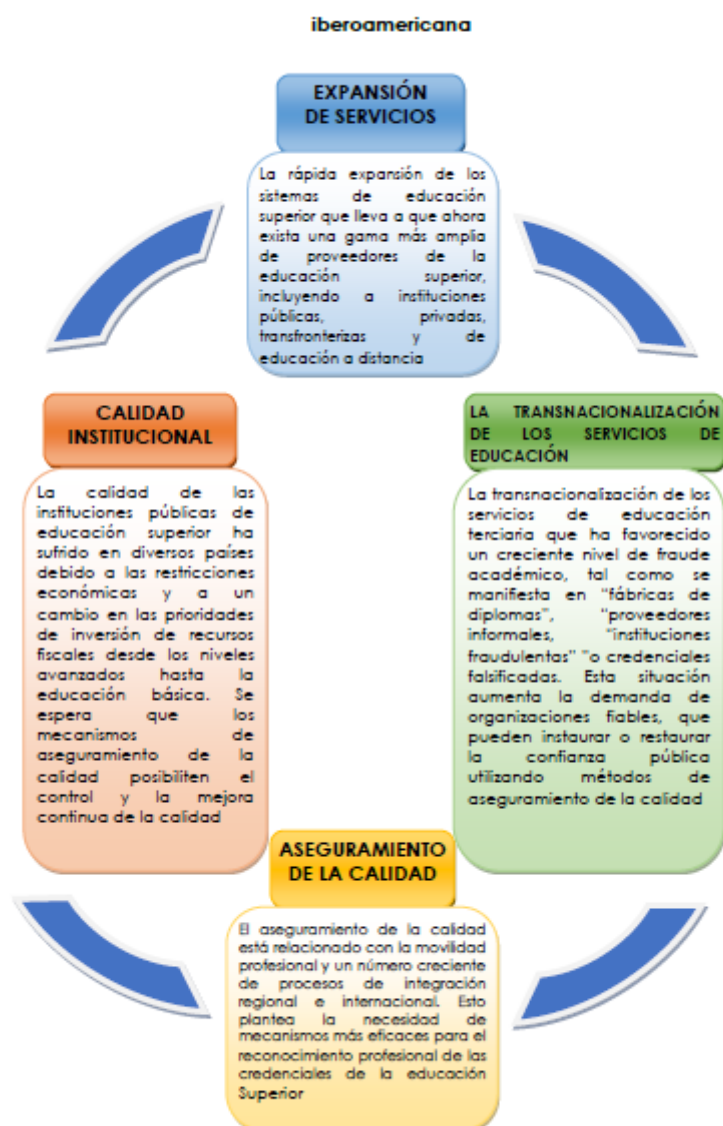 iberoamericana
EXPANSIÓN
DE SERVICIOS
La rápida expansión de los
sistemas de educación
superior que lleva a que ahora
exista una gama más amplia
de proveedores de la
educación superior,
incluyendo a instituciones
públicas, privadas,
transfronterizas y de
educación a distancia
CALIDAD
INSTITUCIONAL
La calidad de las
instituciones públicas de
educación superior ha
sufrido en diversos países
debido a las restricciones
económicas y a un
cambio en las prioridades
de inversión de recursos
fiscales desde los niveles
avanzados hasta la
educación básica. Se
espera que los
mecanismos de
aseguramiento de la
calidad posibiliten el
control y la mejora
continua de la calidad
LA TRANSNACIONALIZACIÓN
DE LOS SERVICIOS DE
EDUCACIÓN
La transnacionalización de los
servicios de educación
terciaria que ha favorecido
un creciente nivel de fraude
académico, tal como se
manifiesta en "fábricas de
diplomas", "proveedores
informales, "instituciones
fraudulentas" "o credenciales
falsificadas. Esta situación
aumenta la demanda de
organizaciones fiables, que
pueden instaurar o restaurar
la confianza pública
utilizando métodos de
aseguramiento de la calidad
ASEGURAMIENTO
DE LA CALIDAD
El aseguramiento de la calidad
está relacionado con la movilidad
profesional y un número creciente
de procesos de integración
regional e internacional. Esto
plantea la necesidad de
mecanismos más eficaces para el
reconocimiento profesional de las
credenciales de la educación
Superior